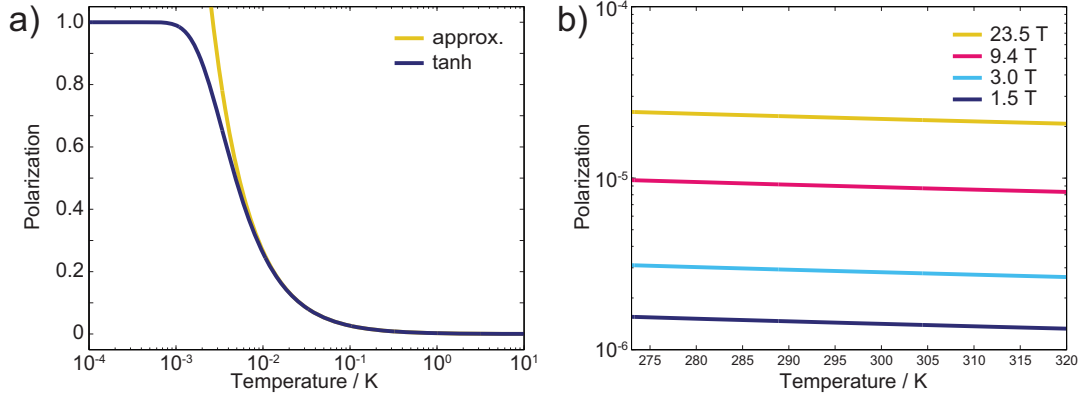 a)
Polarization
1.0
0.8
0.6
0.4
0.2
0
approx.
tanh
10^-4
10^-3
10^-2
10^-1
10^0
10^1
Temperature / K
b)
Polarization
10^-4
10^-5
10^-6
23.5 T
9.4 T
3.0 T
1.5 T
275 280 285 290 295 300 305 310 315 320
Temperature / K